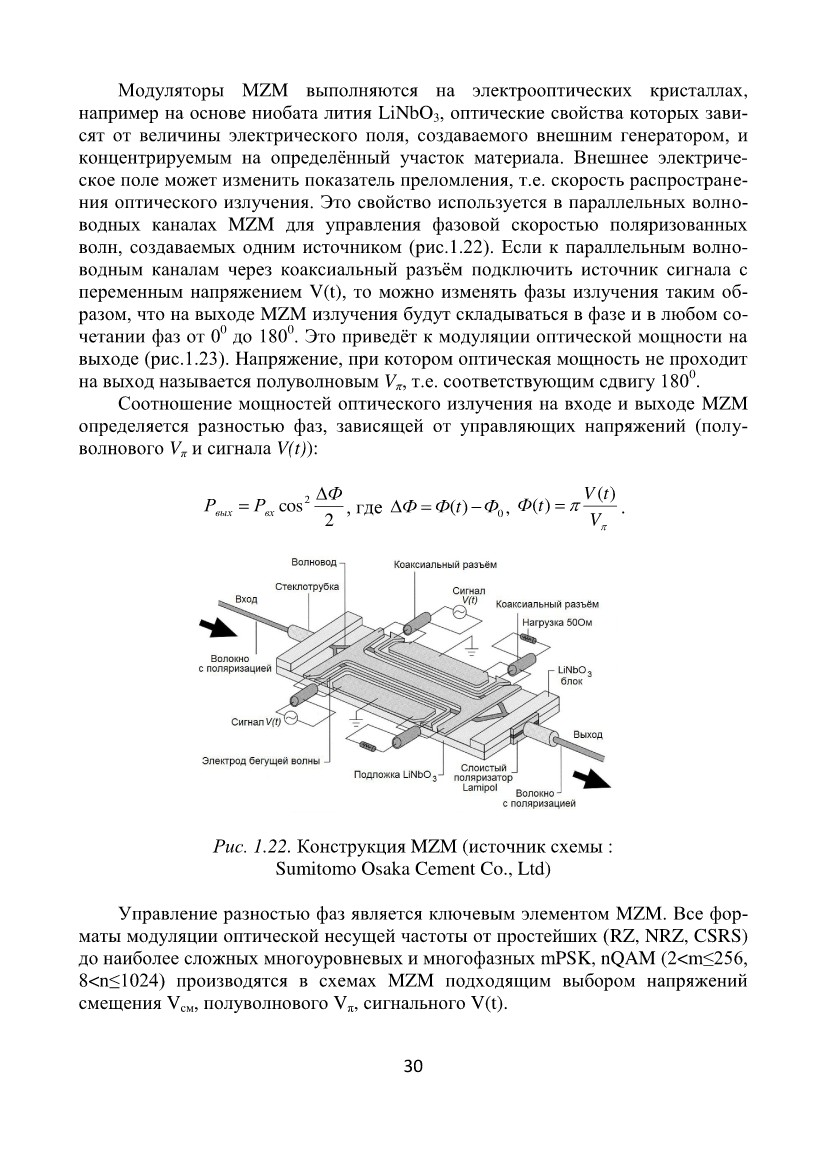 Модуляторы MZM выполняются на электрооптических кристаллах,
например на основе ниобата лития LiNbO₃, оптические свойства которых зави-
сят от величины электрического поля, создаваемого внешним генератором, и
концентрируемым на определённый участок материала. Внешнее электриче-
ское поле может изменить показатель преломления, т.е. скорость распростране-
ния оптического излучения. Это свойство используется в параллельных волно-
водных каналах MZM для управления фазовой скоростью поляризованных
волн, создаваемых одним источником (рис.1.22). Если к параллельным волно-
водным каналам через коаксиальный разъём подключить источник сигнала с
переменным напряжением V(t), то можно изменять фазы излучения таким об-
разом, что на выходе MZM излучения будут складываться в фазе и в любом со-
четании фаз от 0⁰ до 180⁰. Это приведёт к модуляции оптической мощности на
выходе (рис.1.23). Напряжение, при котором оптическая мощность не проходит
на выход называется полуволновым Vπ, т.е. соответствующим сдвигу 180⁰.
Соотношение мощностей оптического излучения на входе и выходе MZM
определяется разностью фаз, зависящей от управляющих напряжений (полу-
волнового Vπ и сигнала V(t)):
Pвых = Pвх cos² ΔФ/2, где ΔФ = Ф(t) − Ф₀, Ф(t) = π V(t)/Vπ.
Волновод
Коаксиальный разъём
Стеклотрубка
Сигнал
V(t)
Вход
Коаксиальный разъём
Нагрузка 50Ом
Волокно
с поляризацией
LiNbO₃
блок
Сигнал V(t)
Выход
Электрод бегущей волны
Подложка LiNbO₃
Слоистый
поляризатор
Lamipol
Волокно
с поляризацией
Рис. 1.22. Конструкция MZM (источник схемы :
Sumitomo Osaka Cement Co., Ltd)
Управление разностью фаз является ключевым элементом MZM. Все фор-
маты модуляции оптической несущей частоты от простейших (RZ, NRZ, CSRS)
до наиболее сложных многоуровневых и многофазных mPSK, nQAM (2<m≤256,
8<n≤1024) производятся в схемах MZM подходящим выбором напряжений
смещения Vсм, полуволнового Vπ, сигнального V(t).
30